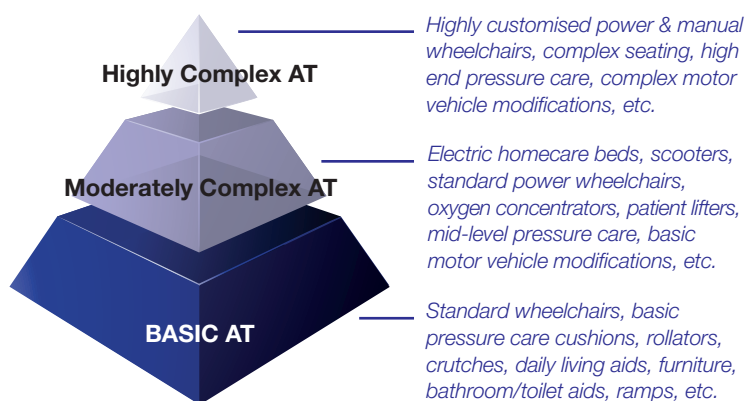 Highly Complex AT
Highly customised power & manual
wheelchairs, complex seating, high
end pressure care, complex motor
vehicle modifications, etc.
Moderately Complex AT
Electric homecare beds, scooters,
standard power wheelchairs,
oxygen concentrators, patient lifters,
mid-level pressure care, basic
motor vehicle modifications, etc.
BASIC AT
Standard wheelchairs, basic
pressure care cushions, rollators,
crutches, daily living aids, furniture,
bathroom/toilet aids, ramps, etc.